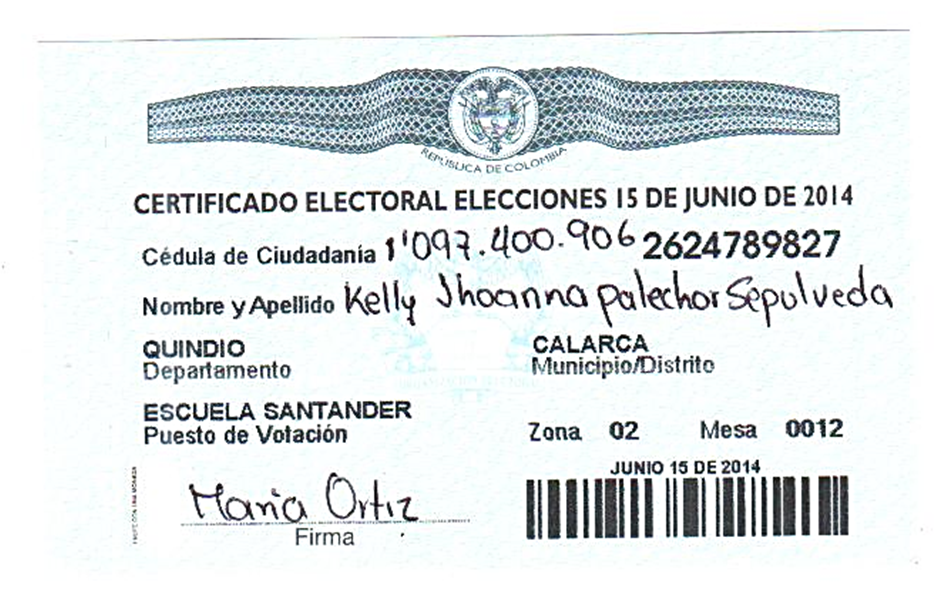 REPÚBLICA DE COLOMBIA
CERTIFICADO ELECTORAL ELECCIONES 15 DE JUNIO DE 2014
Cédula de Ciudadanía 1'097.400.906 2624789827
Nombre y Apellido Kelly Jhoanna Palechor Sepulveda
QUINDIO CALARCA
Departamento Municipio/Distrito
ESCUELA SANTANDER
Puesto de Votación Zona 02 Mesa 0012
JUNIO 15 DE 2014
Maria Ortiz
Firma